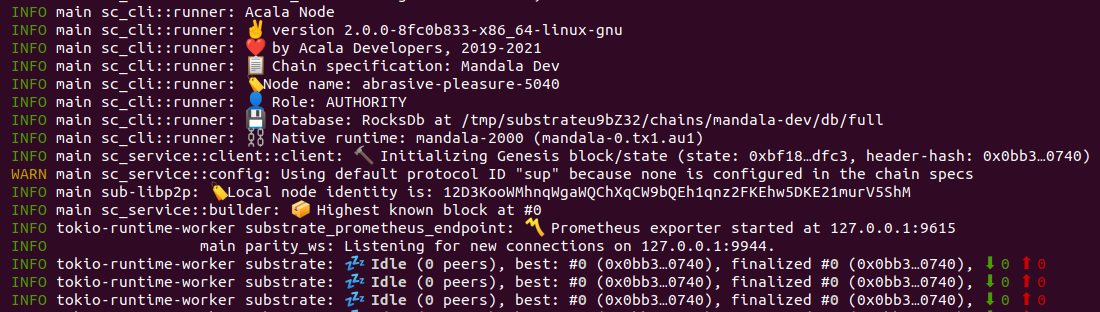 INFO main sc_cli::runner: Acala Node
INFO main sc_cli::runner: ✌️ version 2.0.0-8fc0b833-x86_64-linux-gnu
INFO main sc_cli::runner: ❤️ by Acala Developers, 2019-2021
INFO main sc_cli::runner: 📋 Chain specification: Mandala Dev
INFO main sc_cli::runner: 🏷Node name: abrasive-pleasure-5040
INFO main sc_cli::runner: 👤 Role: AUTHORITY
INFO main sc_cli::runner: 💾 Database: RocksDb at /tmp/substrateu9bZ32/chains/mandala-dev/db/full
INFO main sc_cli::runner: ⛓ Native runtime: mandala-2000 (mandala-0.tx1.au1)
INFO main sc_service::client::client: 🔨 Initializing Genesis block/state (state: 0xbf18…dfc3, header-hash: 0x0bb3…0740)
WARN main sc_service::config: Using default protocol ID "sup" because none is configured in the chain specs
INFO main sub-libp2p: 🏷Local node identity is: 12D3KooWMhnqWgaWQChXqCW9bQEh1qnz2FKEhw5DKE21murV5ShM
INFO main sc_service::builder: 📦 Highest known block at #0
INFO tokio-runtime-worker substrate_prometheus_endpoint: 〽️ Prometheus exporter started at 127.0.0.1:9615
INFO main parity_ws: Listening for new connections on 127.0.0.1:9944.
INFO tokio-runtime-worker substrate: 💤 Idle (0 peers), best: #0 (0x0bb3…0740), finalized #0 (0x0bb3…0740), ⬇ 0 ⬆ 0
INFO tokio-runtime-worker substrate: 💤 Idle (0 peers), best: #0 (0x0bb3…0740), finalized #0 (0x0bb3…0740), ⬇ 0 ⬆ 0
INFO tokio-runtime-worker substrate: 💤 Idle (0 peers), best: #0 (0x0bb3…0740), finalized #0 (0x0bb3…0740), ⬇ 0 ⬆ 0